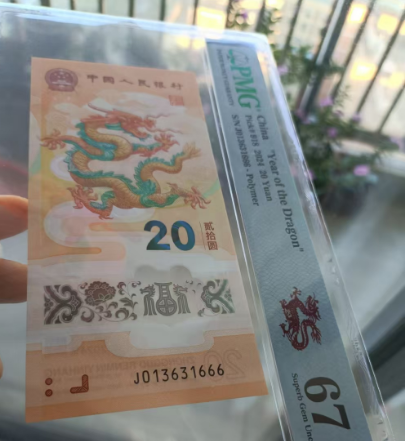 中国人民银行
20
贰拾圆
J013631666
PMG
China "Year of the Dragon"
2024 20 Yuan
- Polymer
67
Superb Gem Unc